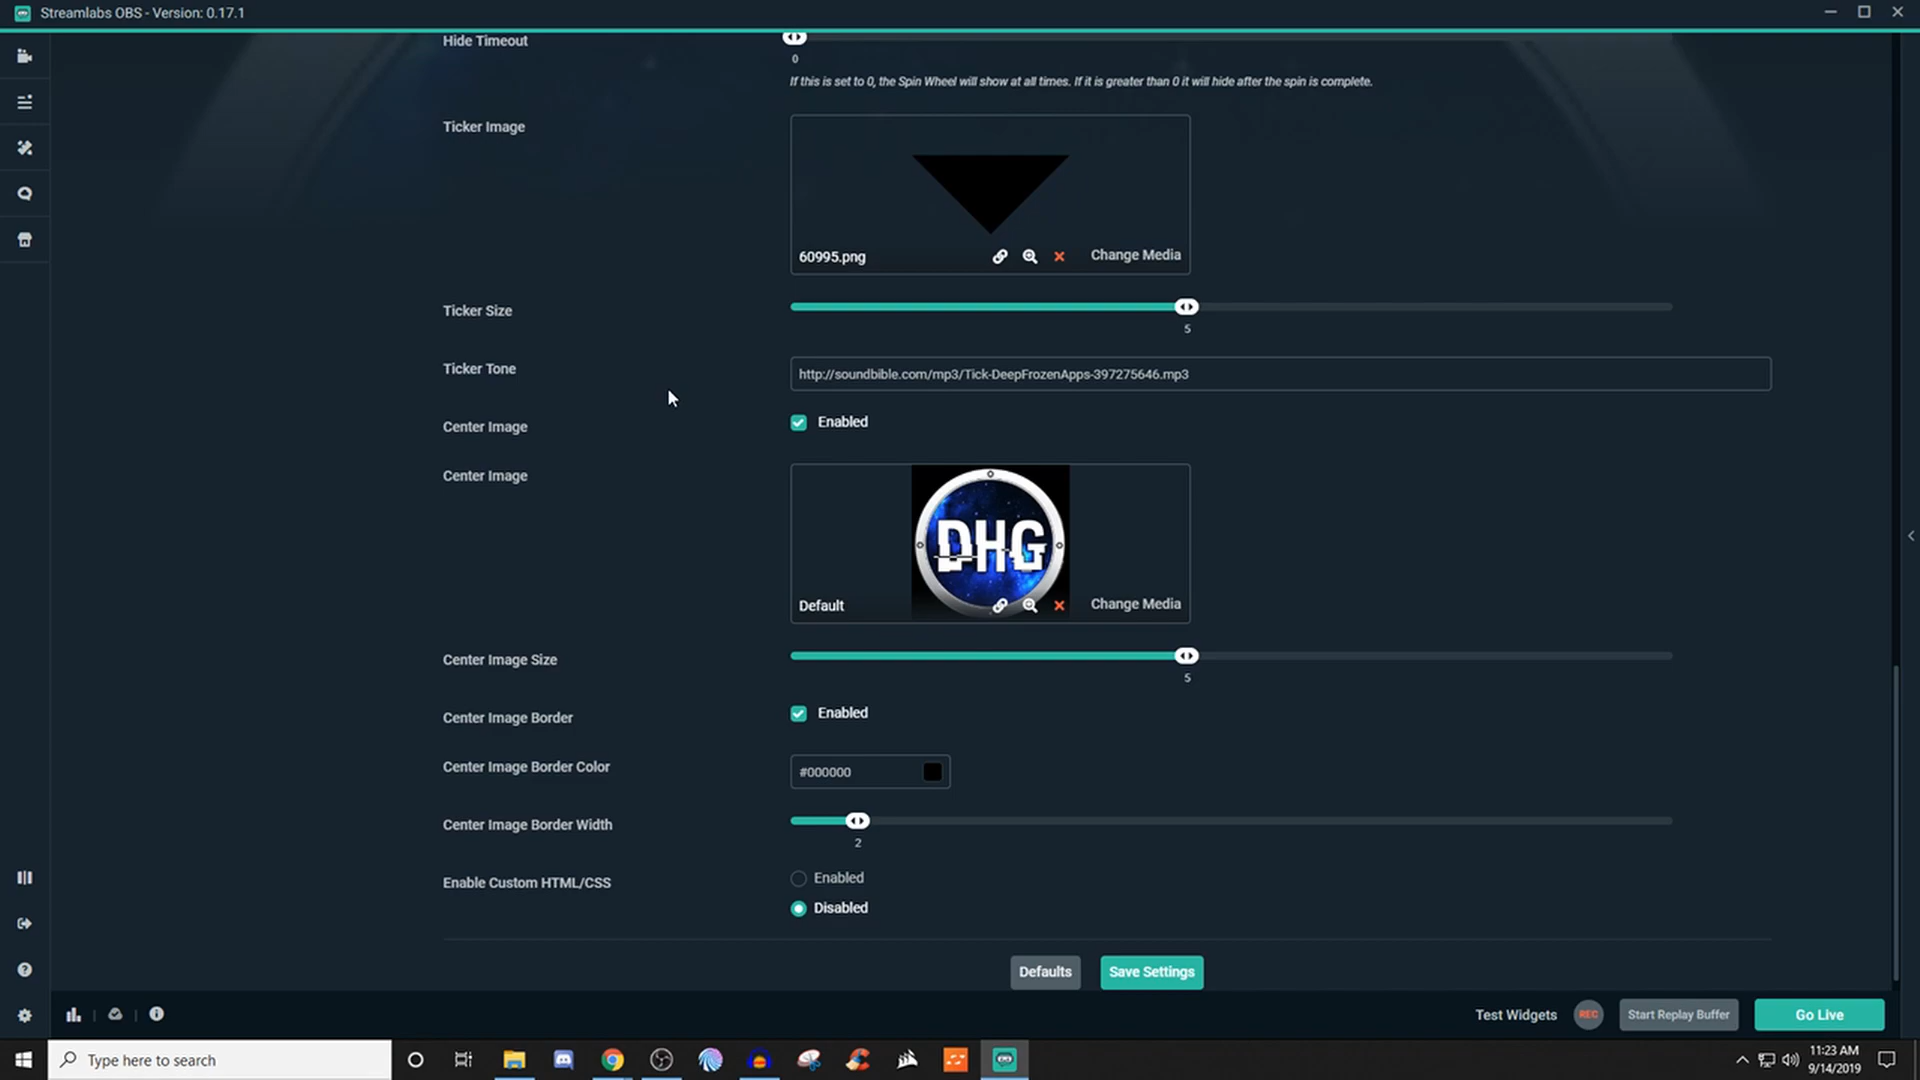 Streamlabs OBS - Version: 0.17.1
Hide Timeout
0
If this is set to 0, the Spin Wheel will show at all times. If it is greater than 0 it will hide after the spin is complete.
Ticker Image
60995.png
Change Media
Ticker Size
5
Ticker Tone
http://soundbible.com/mp3/Tick-DeepFrozenApps-397275646.mp3
Center Image
Enabled
Center Image
DHG
Default
Change Media
Center Image Size
5
Center Image Border
Enabled
Center Image Border Color
#000000
Center Image Border Width
2
Enable Custom HTML/CSS
Enabled
Disabled
Defaults
Save Settings
Test Widgets
REC
Start Replay Buffer
Go Live
Type here to search
11:23 AM
9/14/2019